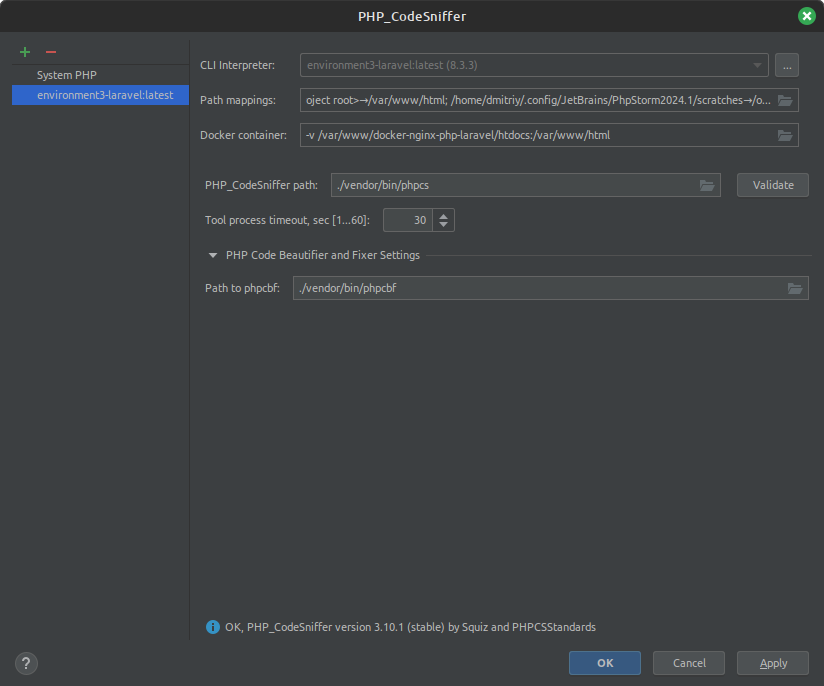 PHP_CodeSniffer
System PHP
environment3-laravel:latest
CLI Interpreter:
environment3-laravel:latest (8.3.3)
...
Path mappings:
oject root>→/var/www/html; /home/dmitriy/.config/JetBrains/PhpStorm2024.1/scratches→/o...
Docker container:
-v /var/www/docker-nginx-php-laravel/htdocs:/var/www/html
PHP_CodeSniffer path:
./vendor/bin/phpcs
Validate
Tool process timeout, sec [1...60]:
30
PHP Code Beautifier and Fixer Settings
Path to phpcbf:
./vendor/bin/phpcbf
OK, PHP_CodeSniffer version 3.10.1 (stable) by Squiz and PHPCSStandards
?
OK
Cancel
Apply